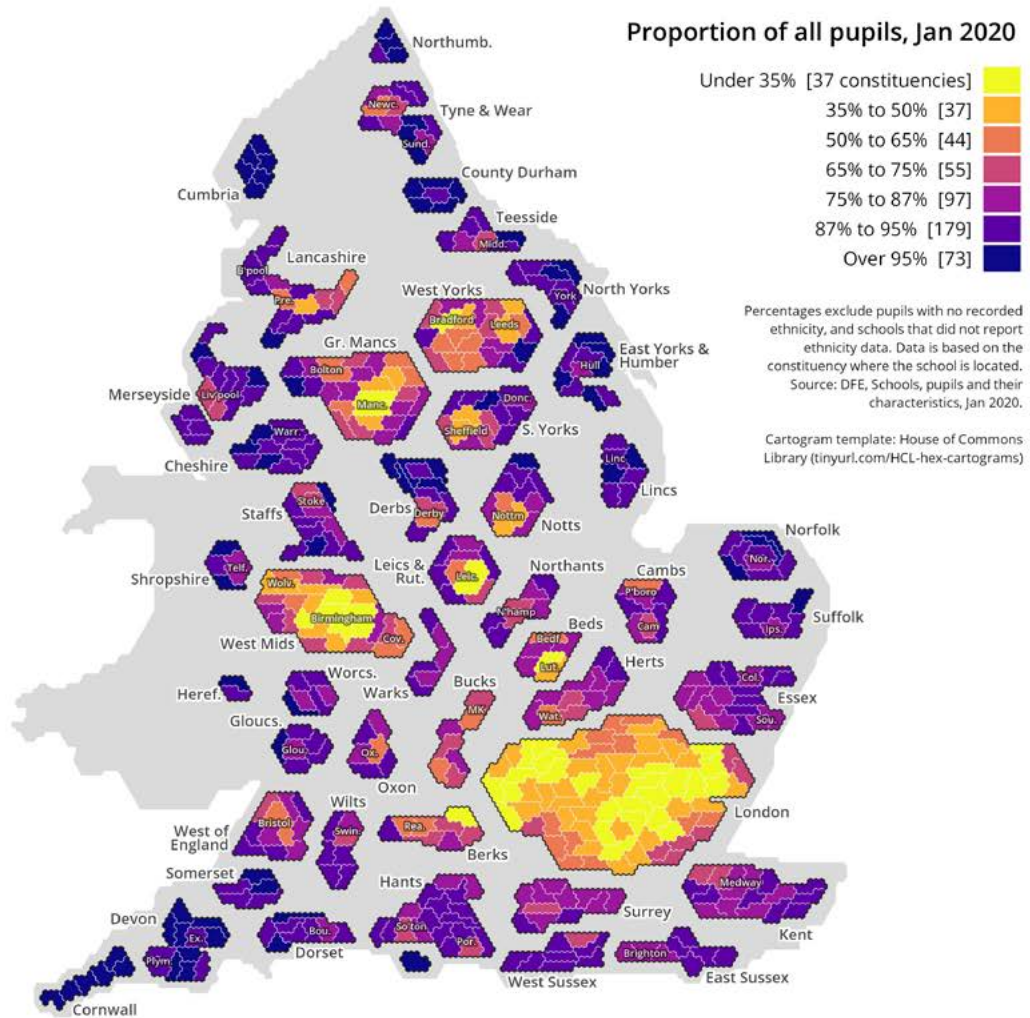 Proportion of all pupils, Jan 2020
Under 35% [37 constituencies]
35% to 50% [37]
50% to 65% [44]
65% to 75% [55]
75% to 87% [97]
87% to 95% [179]
Over 95% [73]
Percentages exclude pupils with no recorded
ethnicity, and schools that did not report
ethnicity data. Data is based on the
constituency where the school is located.
Source: DFE, Schools, pupils and their
characteristics, Jan 2020.
Cartogram template: House of Commons
Library (tinyurl.com/HCL-hex-cartograms)
Northumb.
Newc.
Tyne & Wear
Sund.
County Durham
Cumbria
Teesside
Midd.
Lancashire
B'pool
Pre.
West Yorks
Bradford
Leeds
North Yorks
York
Gr. Mancs
Bolton
Manc.
East Yorks &
Humber
Hull
Merseyside
Liv'pool
Donc.
Sheffield
S. Yorks
Warr.
Cheshire
Linc
Lincs
Staffs
Stoke
Derbs
Derby
Nottm
Notts
Norfolk
Nor.
Shropshire
Telf.
Leics &
Rut.
Leic.
Northants
N'hamp
Cambs
P'boro
Cam
Suffolk
Ips.
Wolv.
Birmingham
Cov.
West Mids
Beds
Bedf.
Lut.
Herts
Wat.
Worcs.
Warks
Bucks
MK
Col.
Essex
Sou.
Heref.
Gloucs.
Glou.
Ox.
Oxon
London
West of
England
Bristol
Wilts
Swin.
Rea.
Berks
Somerset
Hants
So'ton
Por.
Surrey
Medway
Kent
Devon
Ex.
Plym.
Bou.
Dorset
West Sussex
Brighton
East Sussex
Cornwall